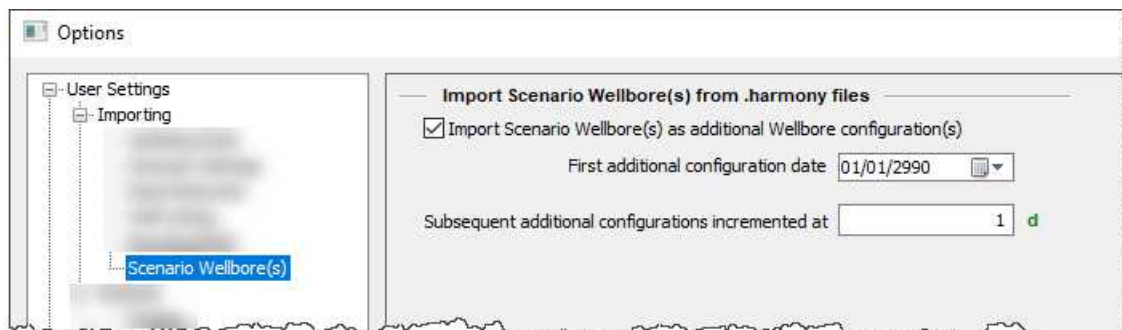 Options
User Settings
Importing
Scenario Wellbore(s)
Import Scenario Wellbore(s) from .harmony files
Import Scenario Wellbore(s) as additional Wellbore configuration(s)
First additional configuration date 01/01/2990
Subsequent additional configurations incremented at 1 d